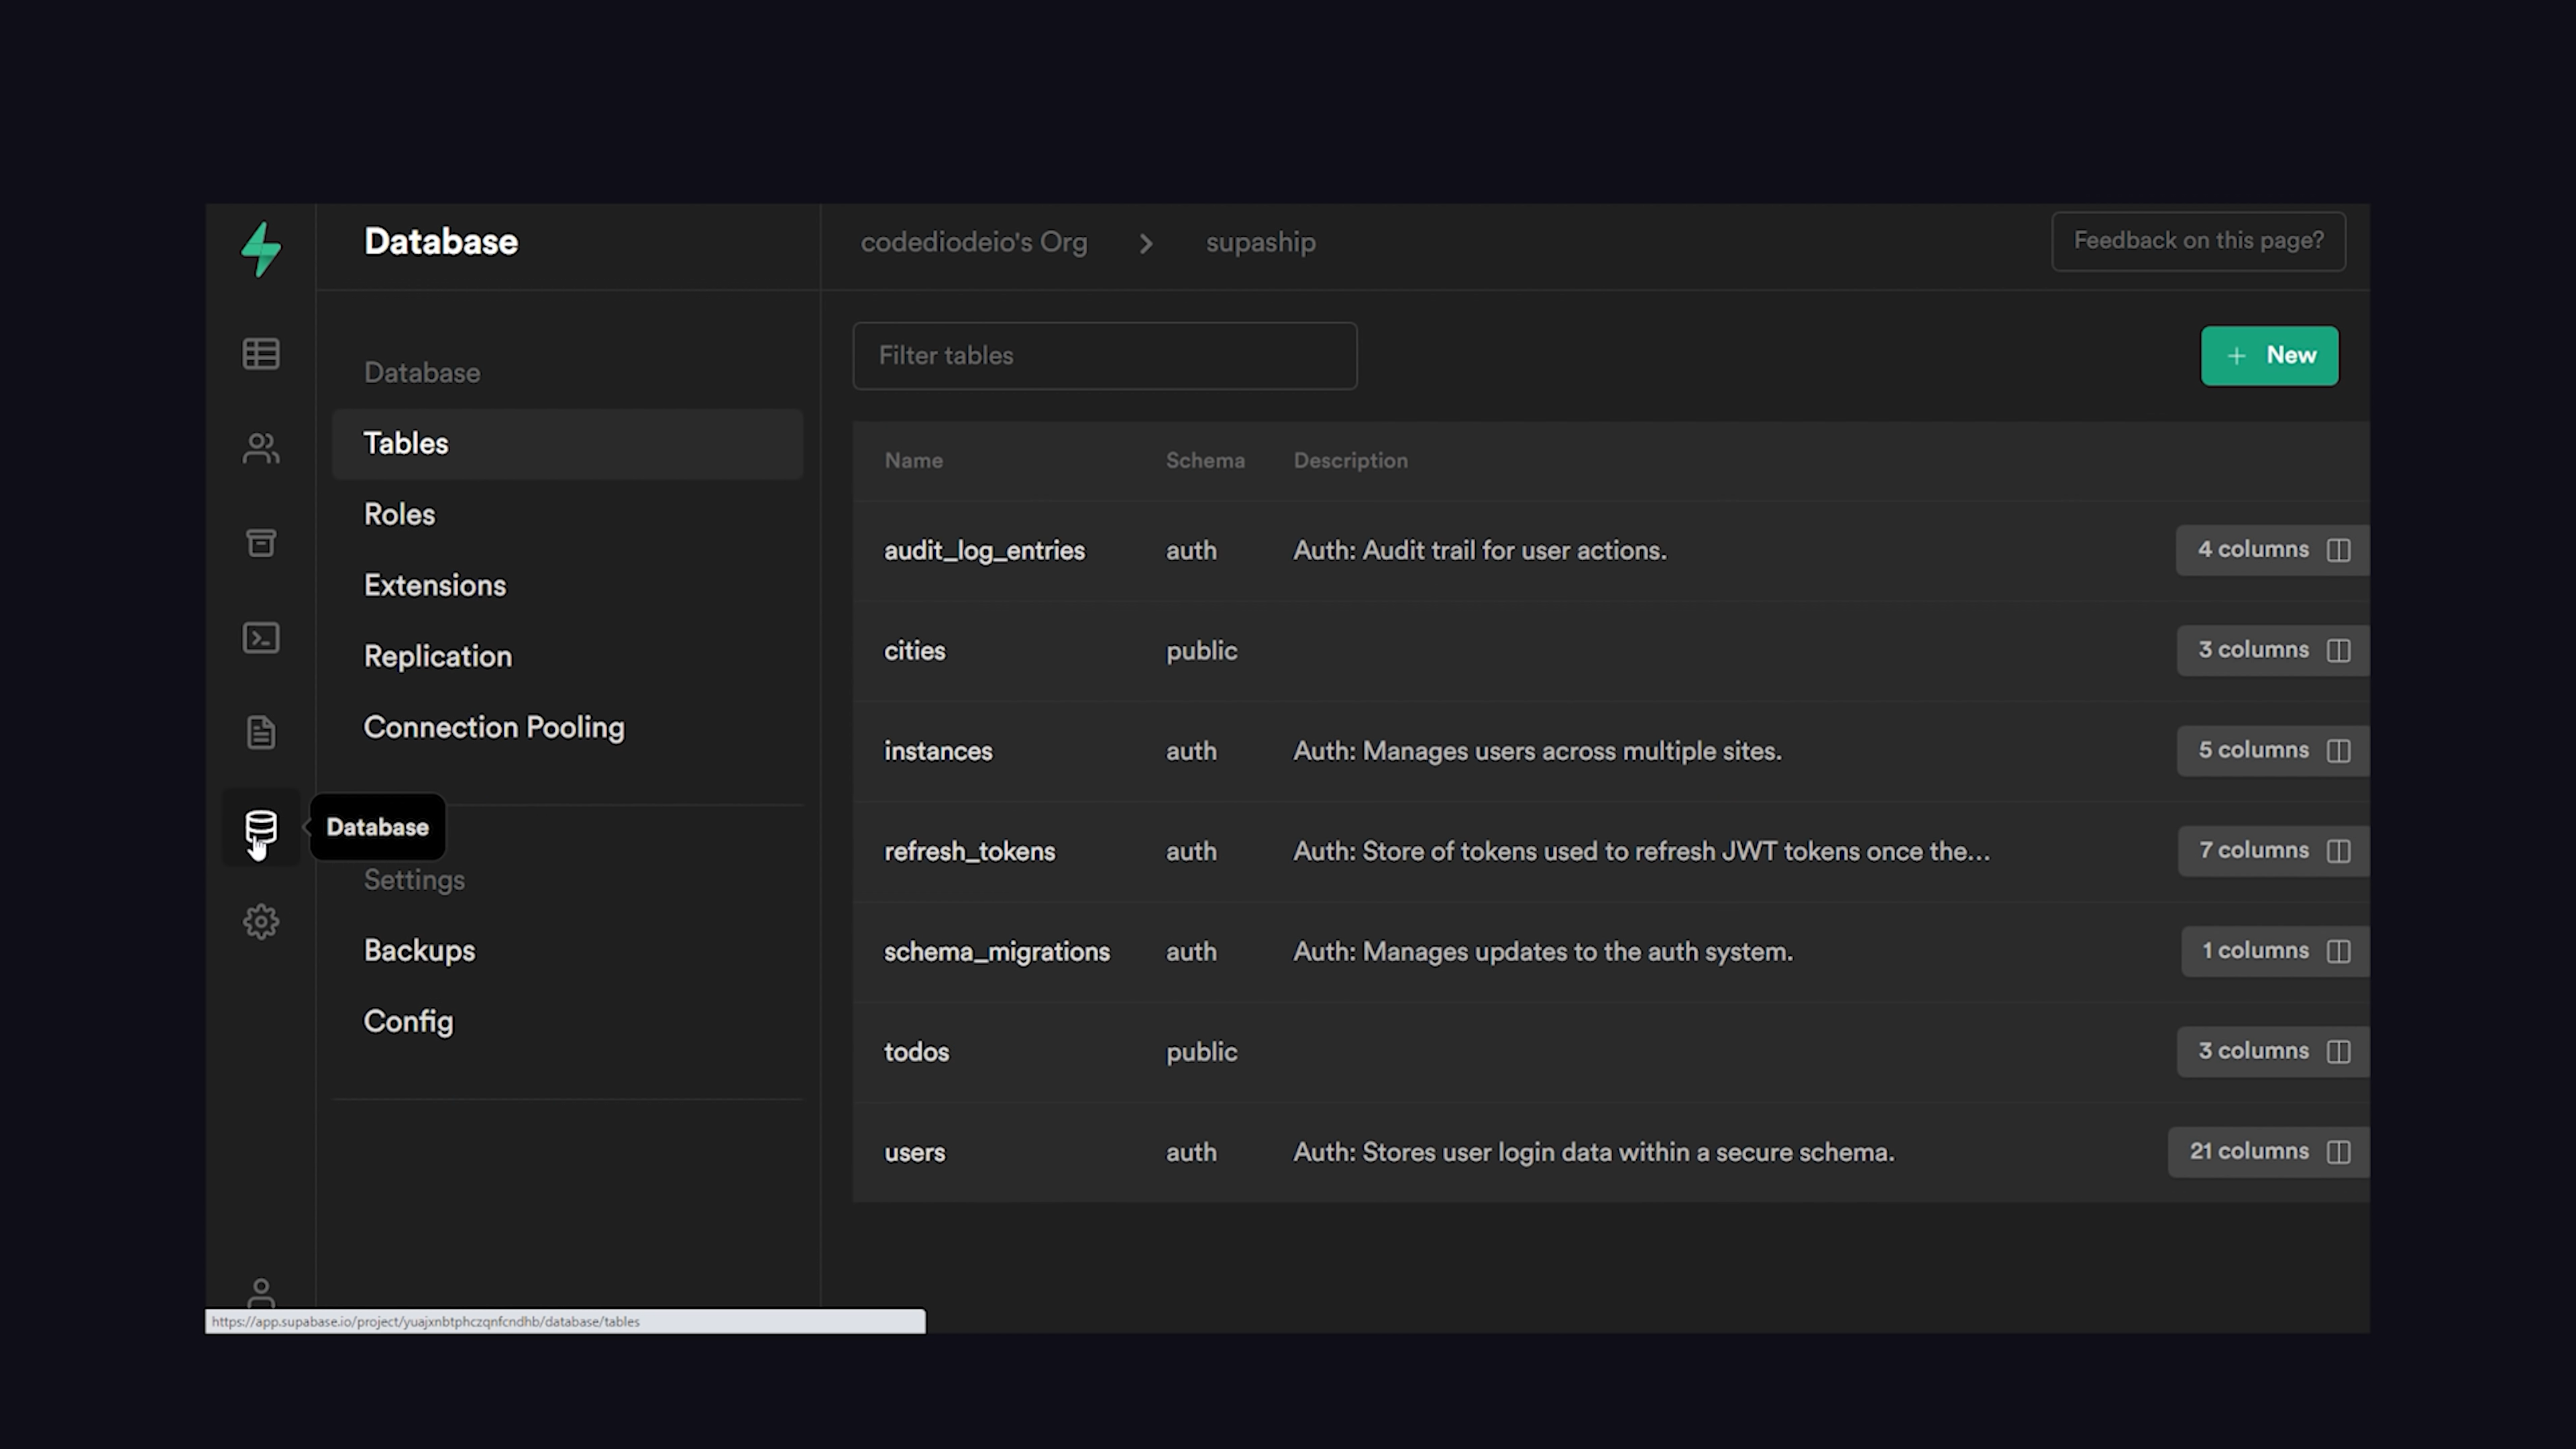 Database
codediodeio's Org
supaship
Feedback on this page?
Database
Tables
Roles
Extensions
Replication
Connection Pooling
Database
Settings
Backups
Config
Filter tables
+ New
Name Schema Description
audit_log_entries auth Auth: Audit trail for user actions. 4 columns
cities public 3 columns
instances auth Auth: Manages users across multiple sites. 5 columns
refresh_tokens auth Auth: Store of tokens used to refresh JWT tokens once the... 7 columns
schema_migrations auth Auth: Manages updates to the auth system. 1 columns
todos public 3 columns
users auth Auth: Stores user login data within a secure schema. 21 columns
https://app.supabase.io/project/yuajxnbtphczqnfcndhb/database/tables